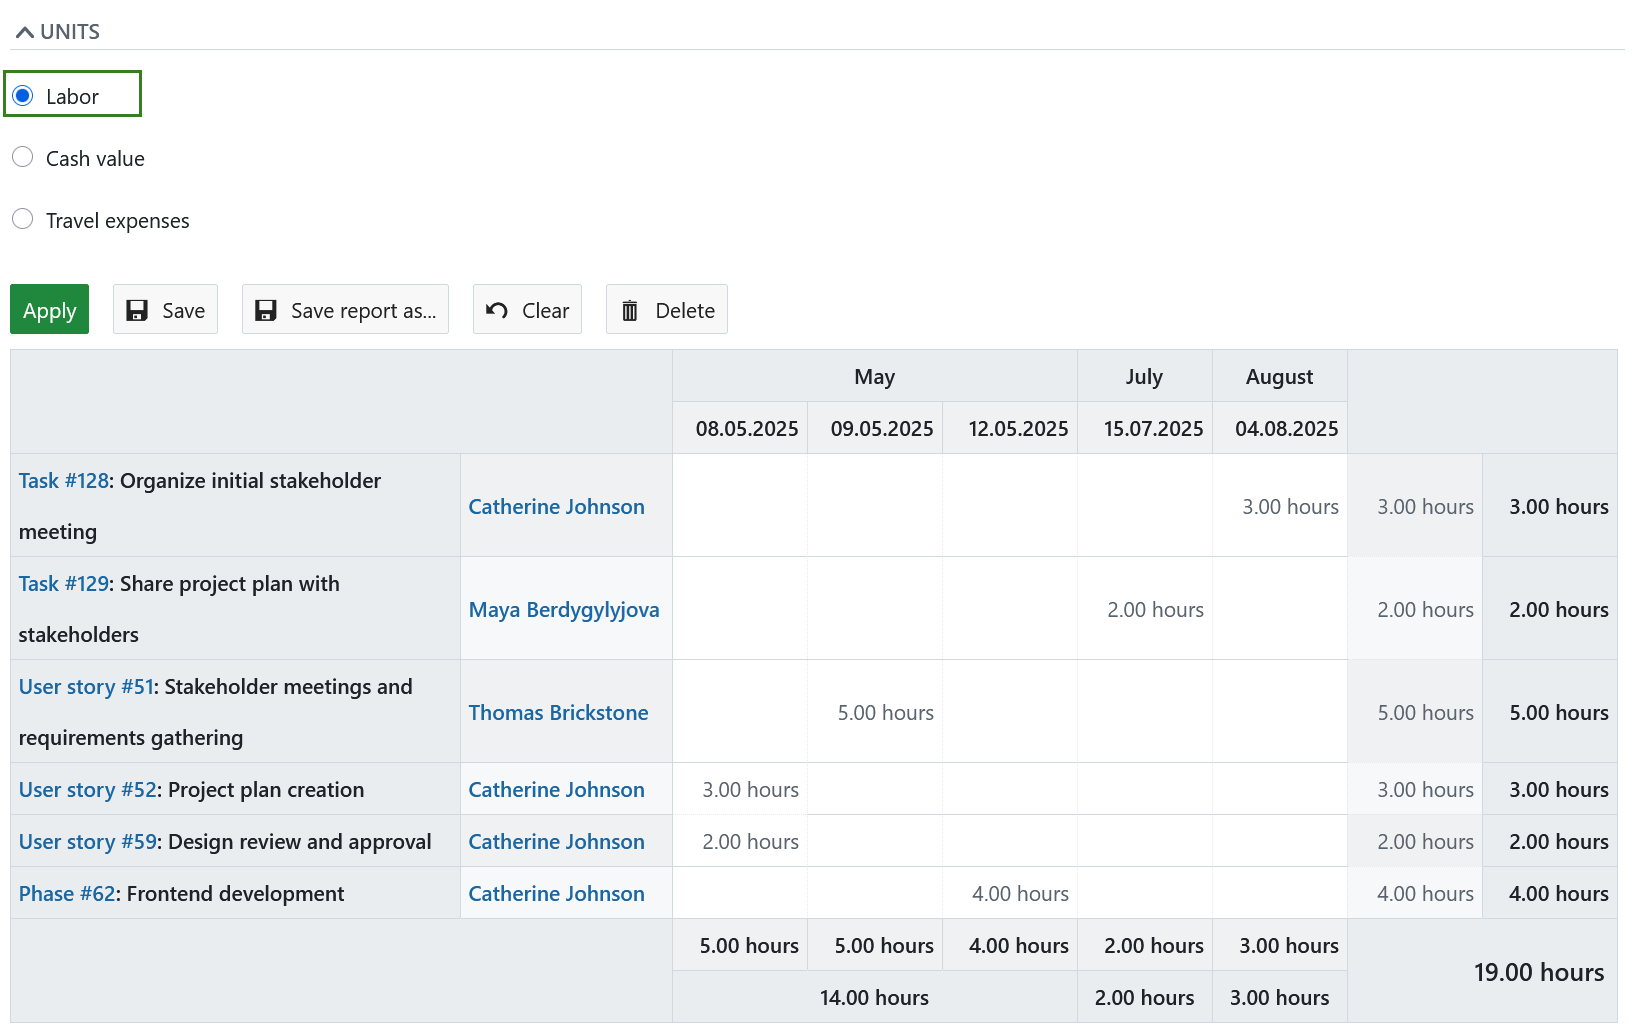 UNITS
Labor
Cash value
Travel expenses
Apply Save Save report as... Clear Delete
May July August
08.05.2025 09.05.2025 12.05.2025 15.07.2025 04.08.2025
Task #128: Organize initial stakeholder
meeting
Catherine Johnson 3.00 hours 3.00 hours 3.00 hours
Task #129: Share project plan with
stakeholders
Maya Berdygylyjova 2.00 hours 2.00 hours 2.00 hours
User story #51: Stakeholder meetings and
requirements gathering
Thomas Brickstone 5.00 hours 5.00 hours 5.00 hours
User story #52: Project plan creation Catherine Johnson 3.00 hours 3.00 hours 3.00 hours
User story #59: Design review and approval Catherine Johnson 2.00 hours 2.00 hours 2.00 hours
Phase #62: Frontend development Catherine Johnson 4.00 hours 4.00 hours 4.00 hours
5.00 hours 5.00 hours 4.00 hours 2.00 hours 3.00 hours
19.00 hours
14.00 hours 2.00 hours 3.00 hours